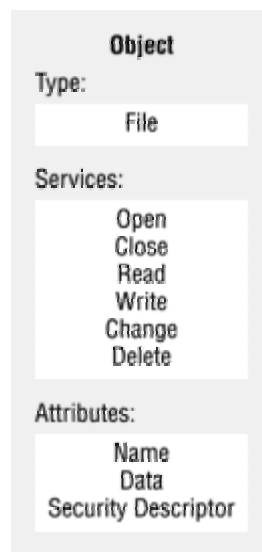 Object
Type:
File
Services:
Open
Close
Read
Write
Change
Delete
Attributes:
Name
Data
Security Descriptor